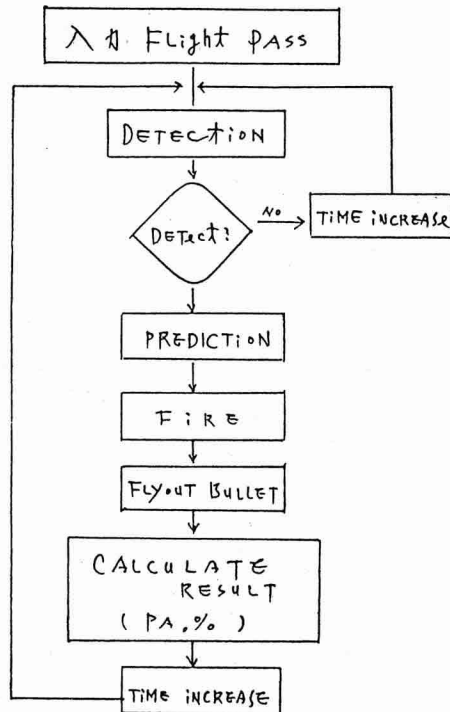 入力 Flight PASS
DETECTION
DETECT?
NO
TIME INCREASE
PREDICTION
FIRE
FLYOUT BULLET
CALCULATE
RESULT
( PA.% )
TIME INCREASE